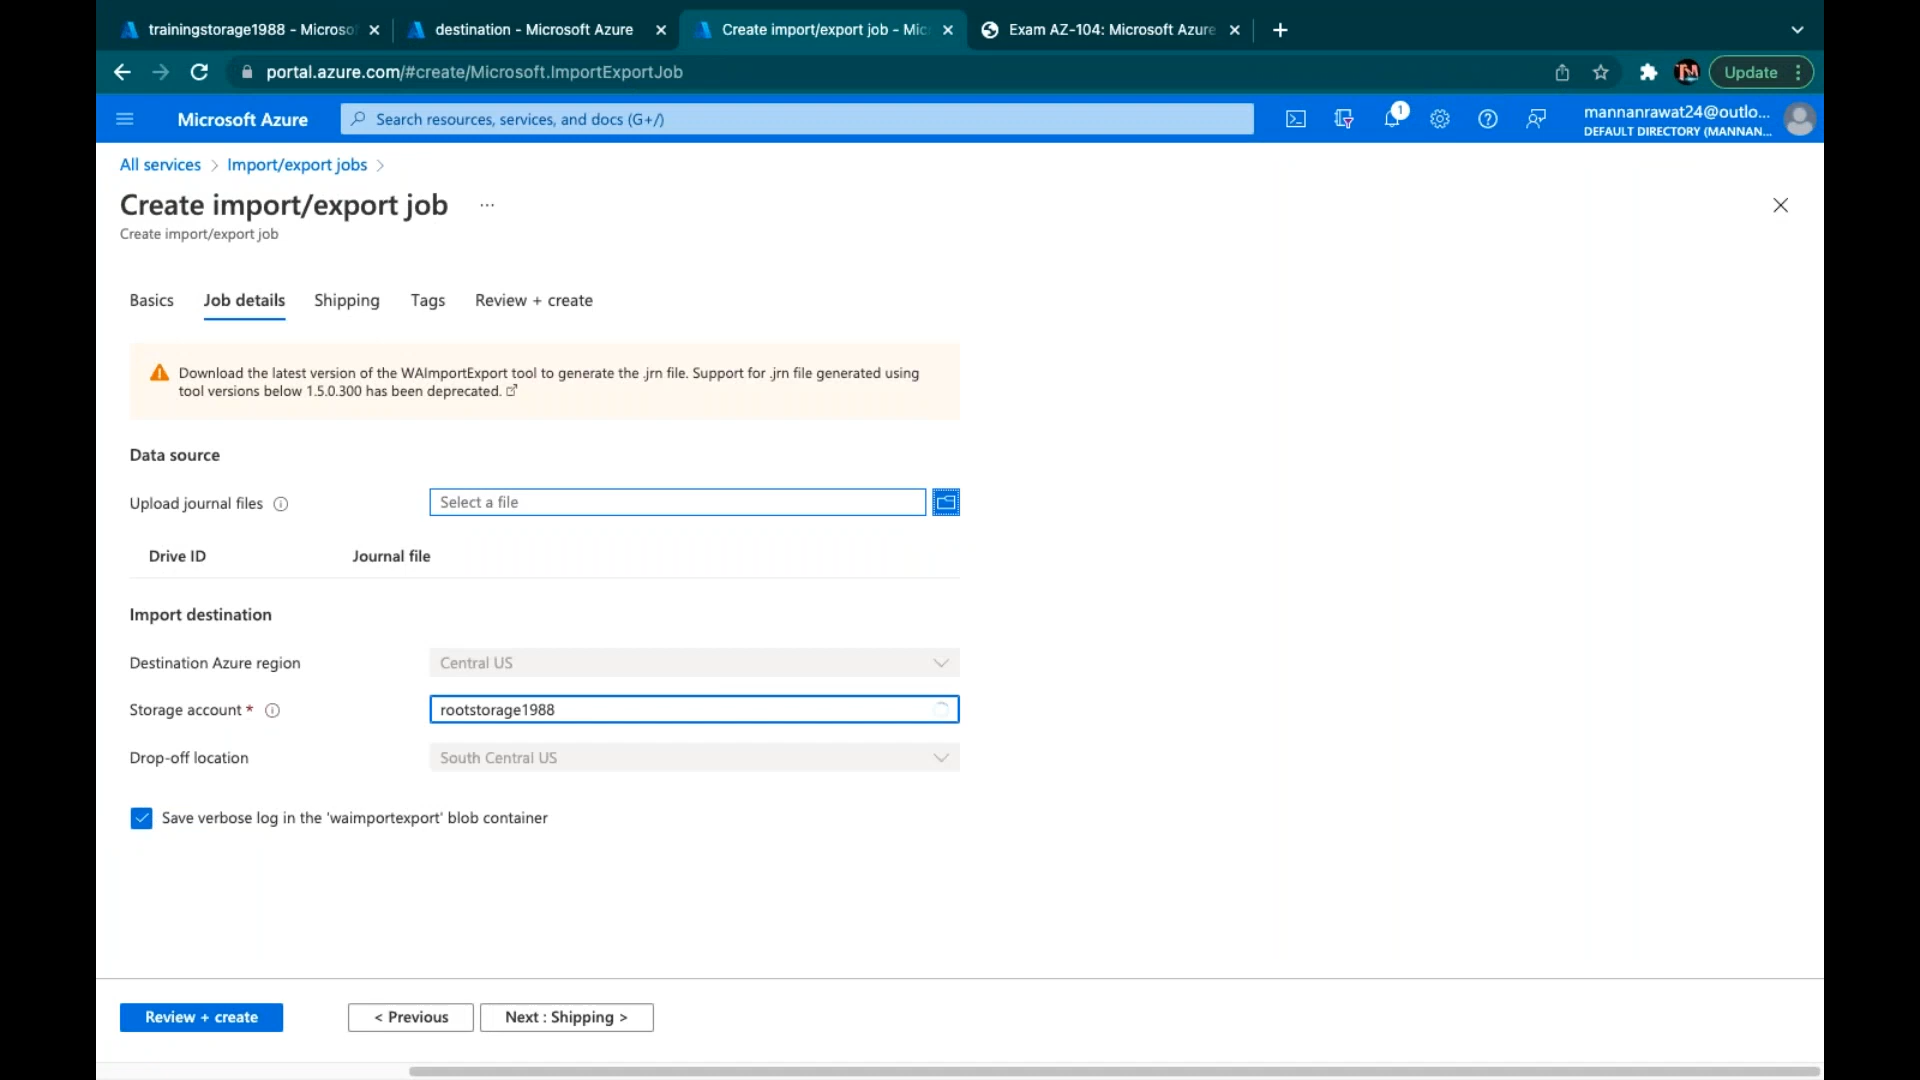 trainingstorage1988 - Microso
destination - Microsoft Azure
Create import/export job - Mic
Exam AZ-104: Microsoft Azure
portal.azure.com/#create/Microsoft.ImportExportJob
Update
Microsoft Azure
Search resources, services, and docs (G+/)
1
mannanrawat24@outlo...
DEFAULT DIRECTORY (MANNAN...
All services > Import/export jobs >
Create import/export job ...
Create import/export job
Basics
Job details
Shipping
Tags
Review + create
Download the latest version of the WAImportExport tool to generate the .jrn file. Support for .jrn file generated using
tool versions below 1.5.0.300 has been deprecated.
Data source
Upload journal files
Select a file
Drive ID
Journal file
Import destination
Destination Azure region
Central US
Storage account *
rootstorage1988
Drop-off location
South Central US
Save verbose log in the 'waimportexport' blob container
Review + create
< Previous
Next : Shipping >